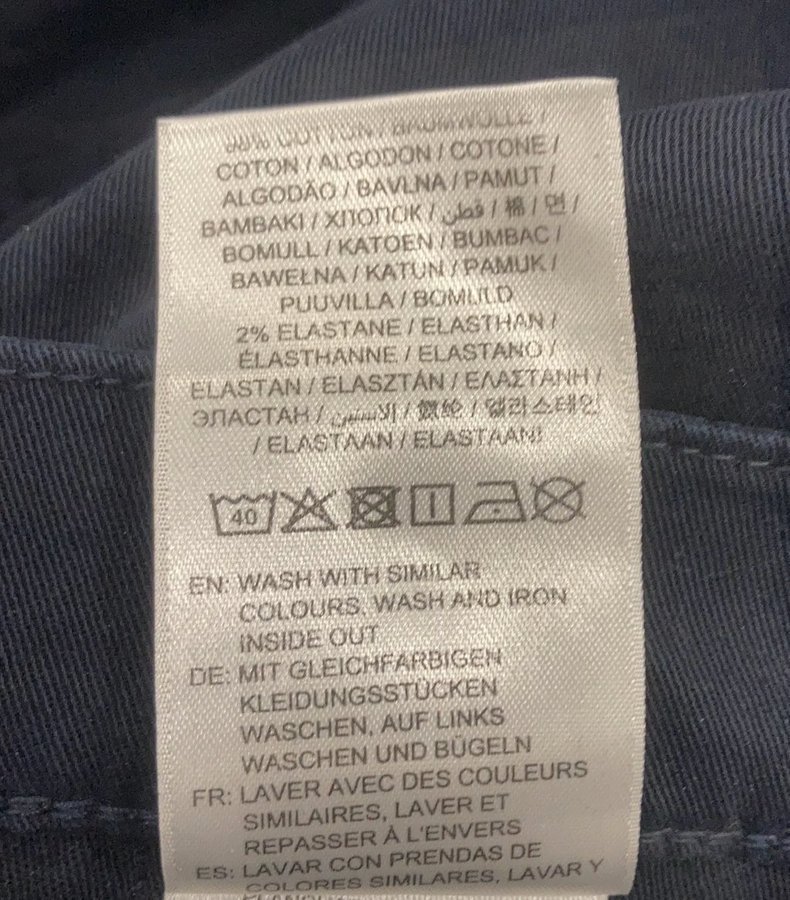 98% COTTON / BAUMWOLLE /
COTON / ALGODON / COTONE /
ALGODÃO / BAVLNA / PAMUT /
BAMBAKI / ХЛОПОК / قطن / 棉 / 면 /
BOMULL / KATOEN / BUMBAC /
BAWEŁNA / KATUN / PAMUK /
PUUVILLA / BOMULD
2% ELASTANE / ELASTHAN /
ÉLASTHANNE / ELASTANO /
ELASTAN / ELASZTÁN / ΕΛΑΣΤΑΝΗ /
ЭЛАСТАН / الاستين / 氨纶 / 엘라스테인
/ ELASTAAN / ELASTAANI
40
EN: WASH WITH SIMILAR
COLOURS, WASH AND IRON
INSIDE OUT
DE: MIT GLEICHFARBIGEN
KLEIDUNGSSTÜCKEN
WASCHEN, AUF LINKS
WASCHEN UND BÜGELN
FR: LAVER AVEC DES COULEURS
SIMILAIRES, LAVER ET
REPASSER À L'ENVERS
ES: LAVAR CON PRENDAS DE
COLORES SIMILARES, LAVAR Y